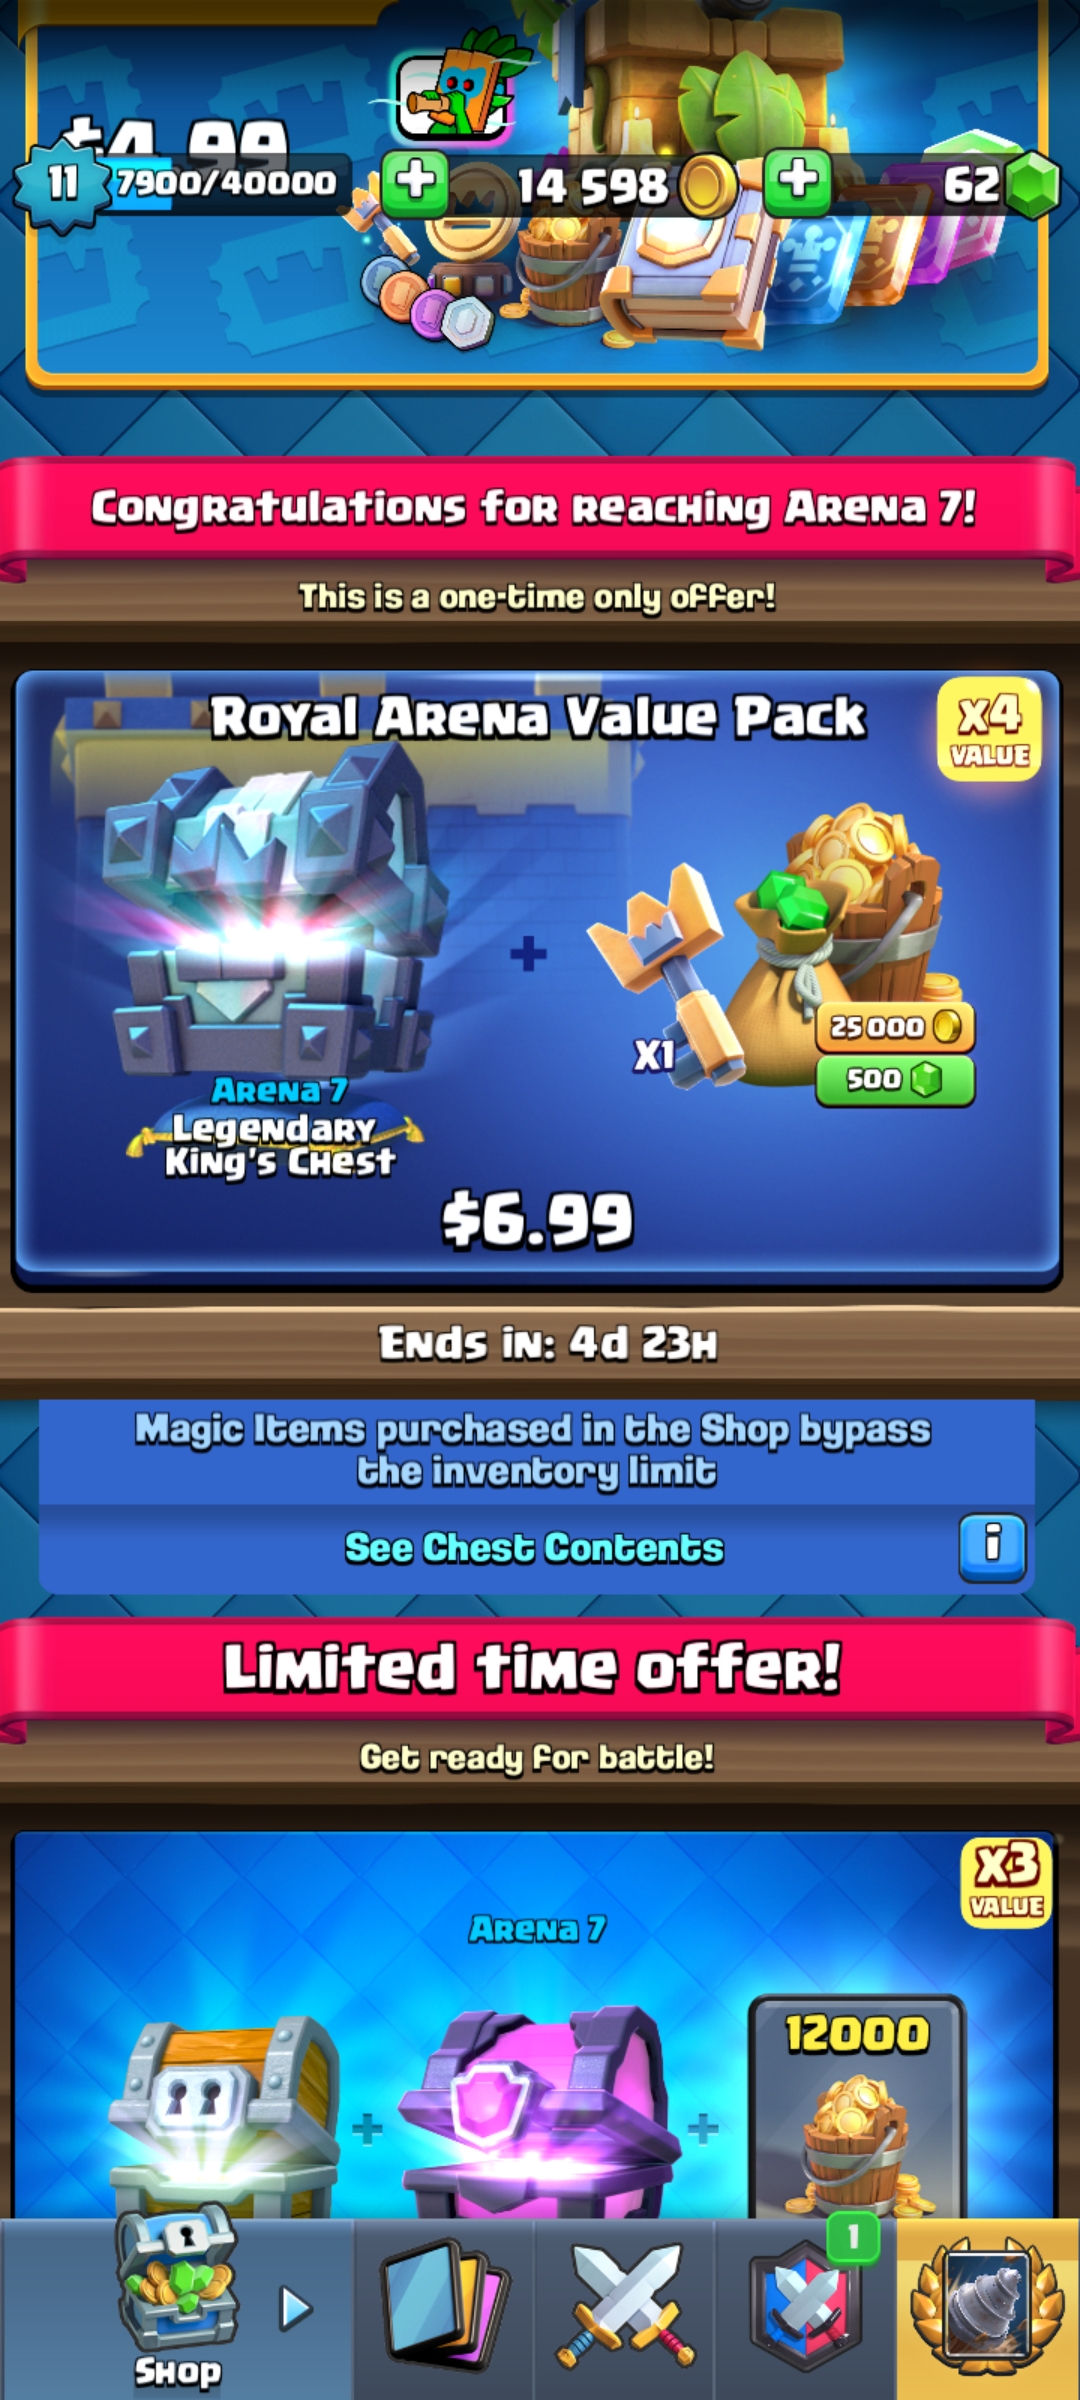 $4.99
11
7900/40000
14 598
62
Congratulations for reaching Arena 7!
This is a one-time only offer!
Royal Arena Value Pack
x4
VALUE
X1
25 000
500
Arena 7
Legendary
King's Chest
$6.99
Ends in: 4d 23h
Magic Items purchased in the Shop bypass
the inventory limit
See Chest Contents
i
Limited time offer!
Get ready for battle!
x3
VALUE
Arena 7
12000
1
Shop